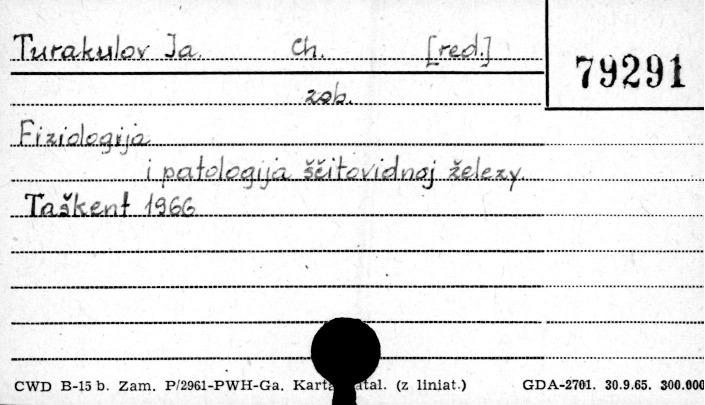 Turakulov Ja. Ch. [red.]
79291
zob.
Fiziologija
i patologija ščitovidnoj železy.
Taškent 1966
CWD B-15 b. Zam. P/2961-PWH-Ga. Karta atal. (z liniat.) GDA-2701. 30.9.65. 300.000